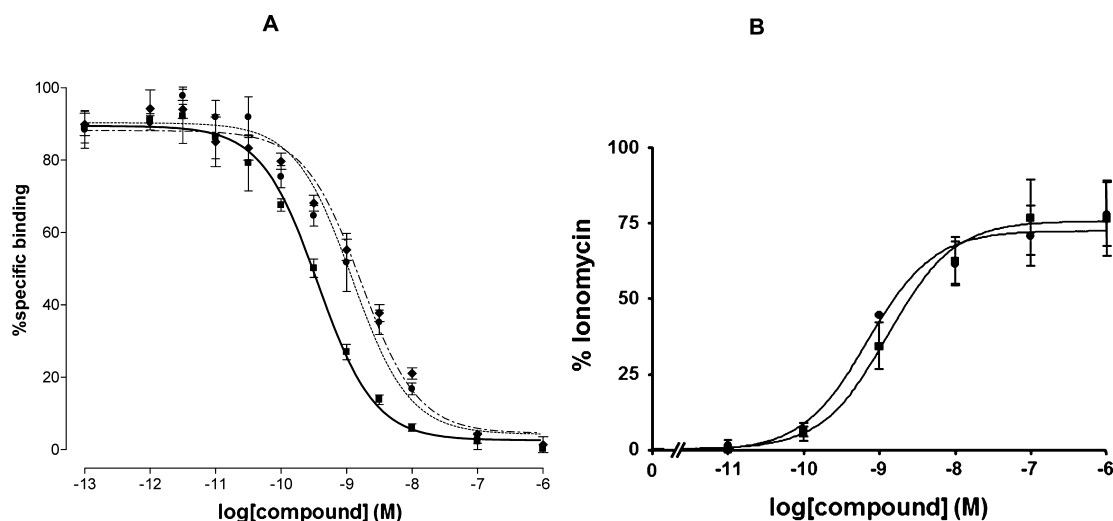 A
B
%specific binding
100
80
60
40
20
0
-13 -12 -11 -10 -9 -8 -7 -6
log[compound] (M)
% Ionomycin
100
75
50
25
0
0 -11 -10 -9 -8 -7 -6
log[compound] (M)